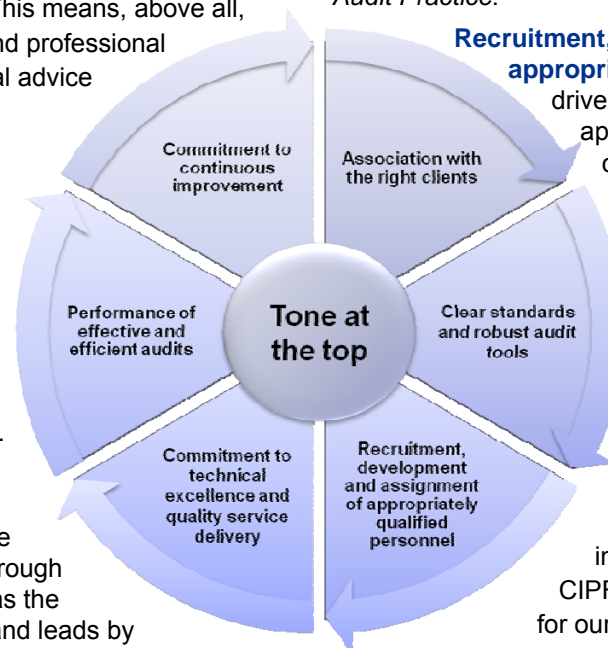 This means, above all,
nd professional
al advice
Audit Practice.
Recruitment,
appropri
drive
ap
Commitment to
continuous
improvement
Association with
the right clients
Performance of
effective and
efficient audits
Tone at
the top
Clear standards
and robust audit
tools
Commitment to
technical
excellence and
quality service
delivery
Recruitment,
development
and assignment
of appropriately
qualified
personnel
e
rough
as the
and leads by
in
CIPF
for our